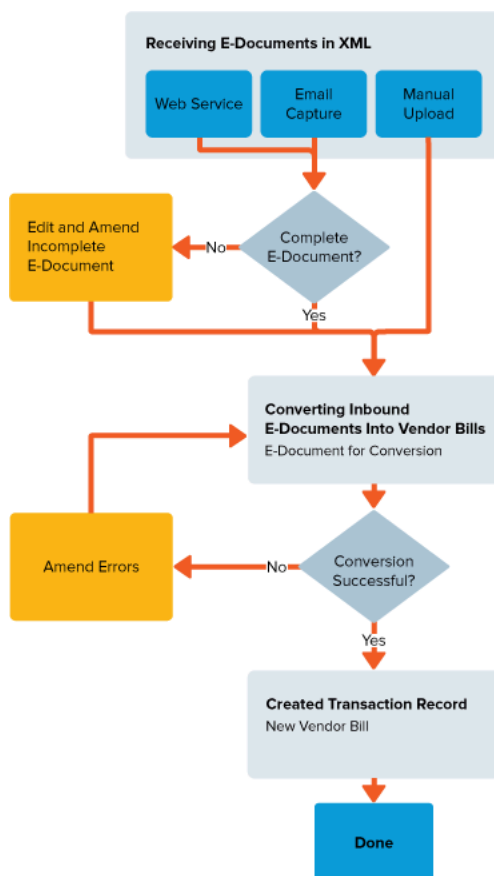 Receiving E-Documents in XML
Web Service
Email
Capture
Manual
Upload
Edit and Amend
Incomplete
E-Document
No
Complete
E-Document?
Yes
Converting Inbound
E-Documents Into Vendor Bills
E-Document for Conversion
Amend Errors
No
Conversion
Successful?
Yes
Created Transaction Record
New Vendor Bill
Done